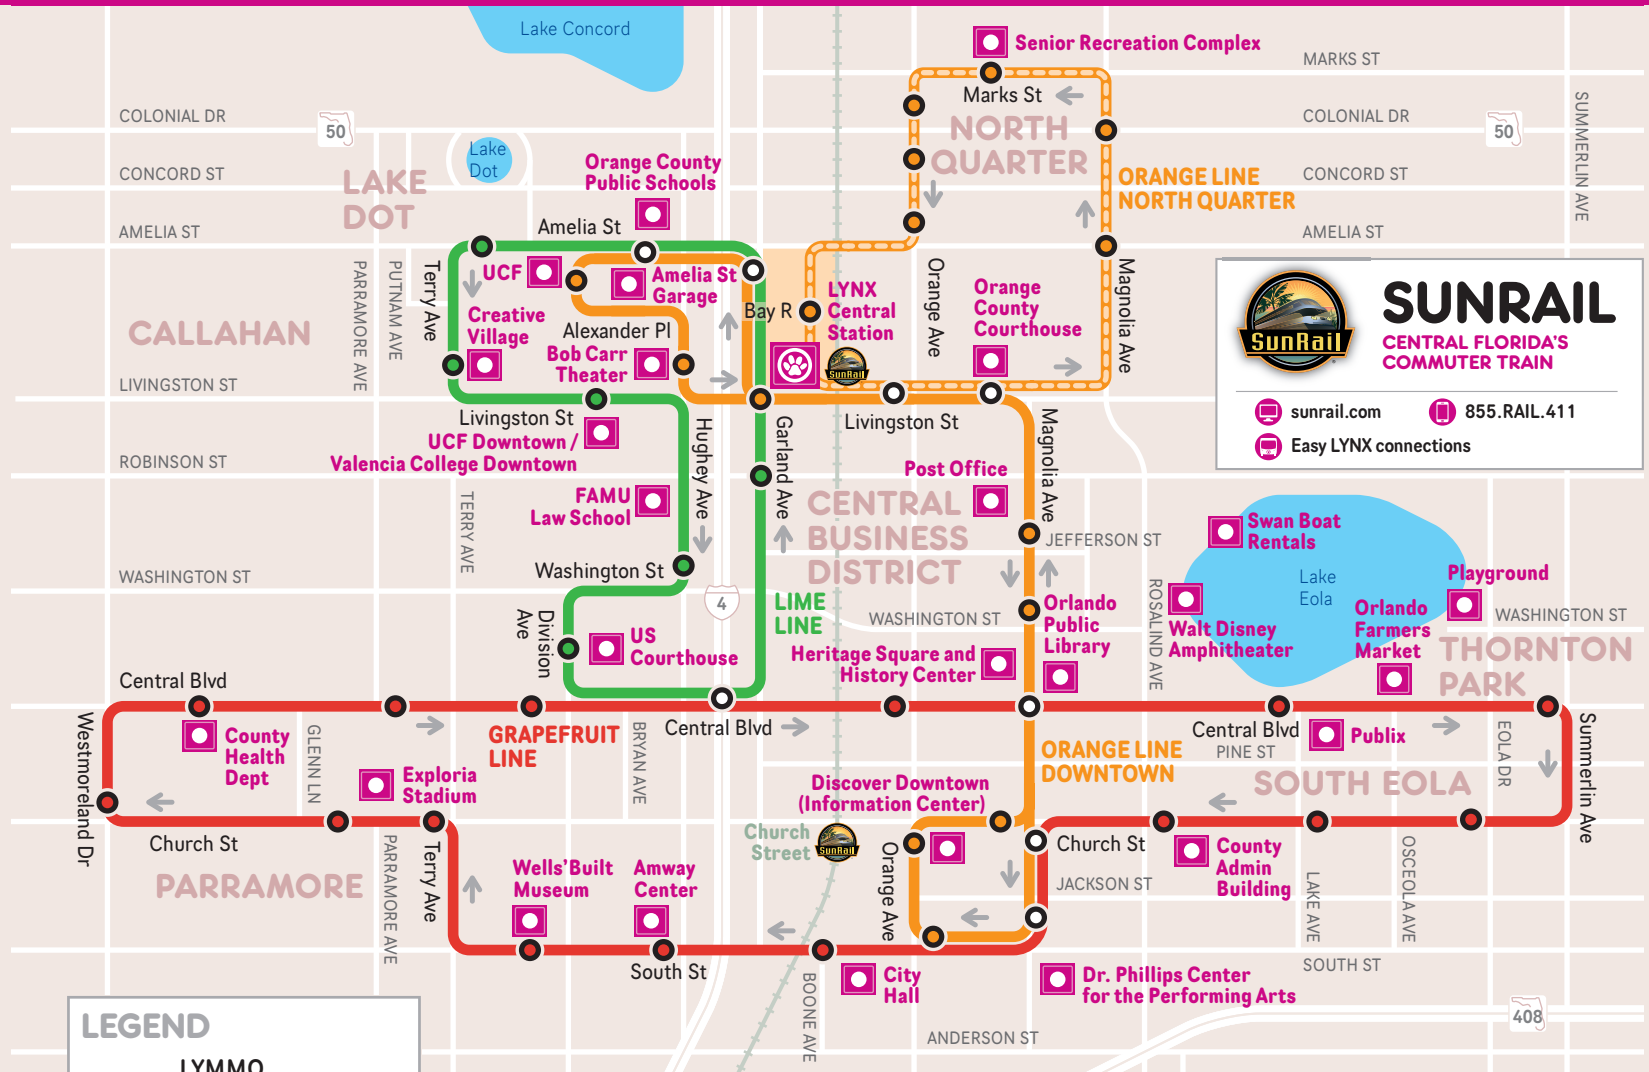 Lake Concord
Senior Recreation Complex
MARKS ST
Marks St
COLONIAL DR
50
COLONIAL DR
50
SUMMERLIN AVE
NORTH
QUARTER
Lake
Dot
Orange County
Public Schools
CONCORD ST
LAKE
DOT
ORANGE LINE
NORTH QUARTER
CONCORD ST
AMELIA ST
Amelia St
AMELIA ST
PARRAMORE AVE
PUTNAM AVE
Terry Ave
UCF
Amelia St
Garage
Creative
Village
Bay R
LYNX
Central
Station
Orange Ave
Orange
County
Courthouse
Magnolia Ave
CALLAHAN
Alexander Pl
Bob Carr
Theater
SunRail
SunRail
SUNRAIL
CENTRAL FLORIDA'S
COMMUTER TRAIN
sunrail.com
855.RAIL.411
Easy LYNX connections
LIVINGSTON ST
Livingston St
Livingston St
UCF Downtown /
Valencia College Downtown
Hughey Ave
Garland Ave
Magnolia Ave
ROBINSON ST
Post Office
TERRY AVE
FAMU
Law School
CENTRAL
BUSINESS
DISTRICT
JEFFERSON ST
Swan Boat
Rentals
Lake
Eola
Playground
WASHINGTON ST
Washington St
4
LIME
LINE
WASHINGTON ST
Orlando
Public
Library
ROSALIND AVE
Walt Disney
Amphitheater
Orlando
Farmers
Market
WASHINGTON ST
THORNTON
PARK
Division
Ave
US
Courthouse
Heritage Square and
History Center
Central Blvd
Westmoreland Dr
County
Health
Dept
GLENN LN
GRAPEFRUIT
LINE
BRYAN AVE
Central Blvd
ORANGE LINE
DOWNTOWN
Central Blvd
PINE ST
Publix
EOLA DR
Summerlin Ave
SOUTH EOLA
Exploria
Stadium
Discover Downtown
(Information Center)
Church St
PARRAMORE AVE
Terry Ave
Church
Street
SunRail
Orange Ave
Church St
County
Admin
Building
OSCEOLA AVE
LAKE AVE
PARRAMORE
Wells'Built
Museum
Amway
Center
JACKSON ST
South St
BOONE AVE
City
Hall
Dr. Phillips Center
for the Performing Arts
SOUTH ST
408
ANDERSON ST
LEGEND
LYMMO